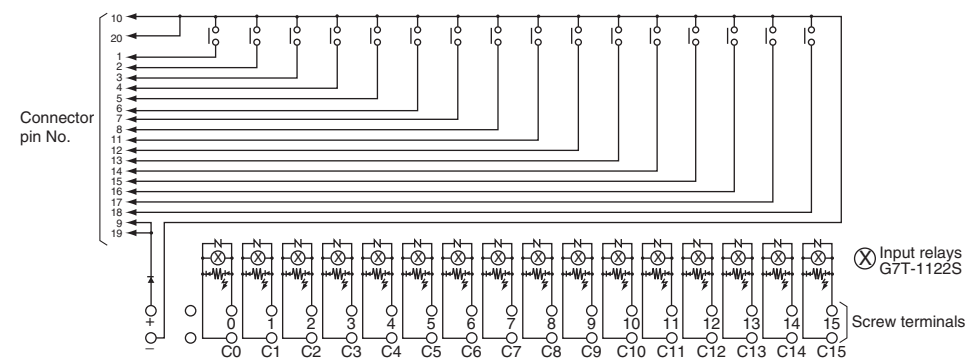 10
20
1
2
3
4
5
6
7
8
11
12
13
14
15
16
17
18
9
19
Connector
pin No.
N N N N N N N N N N N N N N N N
X X X X X X X X X X X X X X X X
X Input relays
G7T-1122S
+ 0 1 2 3 4 5 6 7 8 9 10 11 12 13 14 15
Screw terminals
– C0 C1 C2 C3 C4 C5 C6 C7 C8 C9 C10 C11 C12 C13 C14 C15